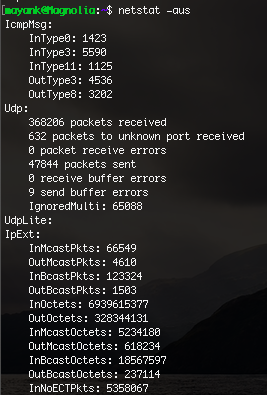 [mayank@Magnolia:~$ netstat -aus
IcmpMsg:
    InType0: 1423
    InType3: 5590
    InType11: 1125
    OutType3: 4536
    OutType8: 3202
Udp:
    368206 packets received
    632 packets to unknown port received
    0 packet receive errors
    47844 packets sent
    0 receive buffer errors
    9 send buffer errors
    IgnoredMulti: 65088
UdpLite:
IpExt:
    InMcastPkts: 66549
    OutMcastPkts: 4610
    InBcastPkts: 123324
    OutBcastPkts: 1503
    InOctets: 6939615377
    OutOctets: 328344131
    InMcastOctets: 5234180
    OutMcastOctets: 618234
    InBcastOctets: 18567597
    OutBcastOctets: 237114
    InNoECTPkts: 5358067